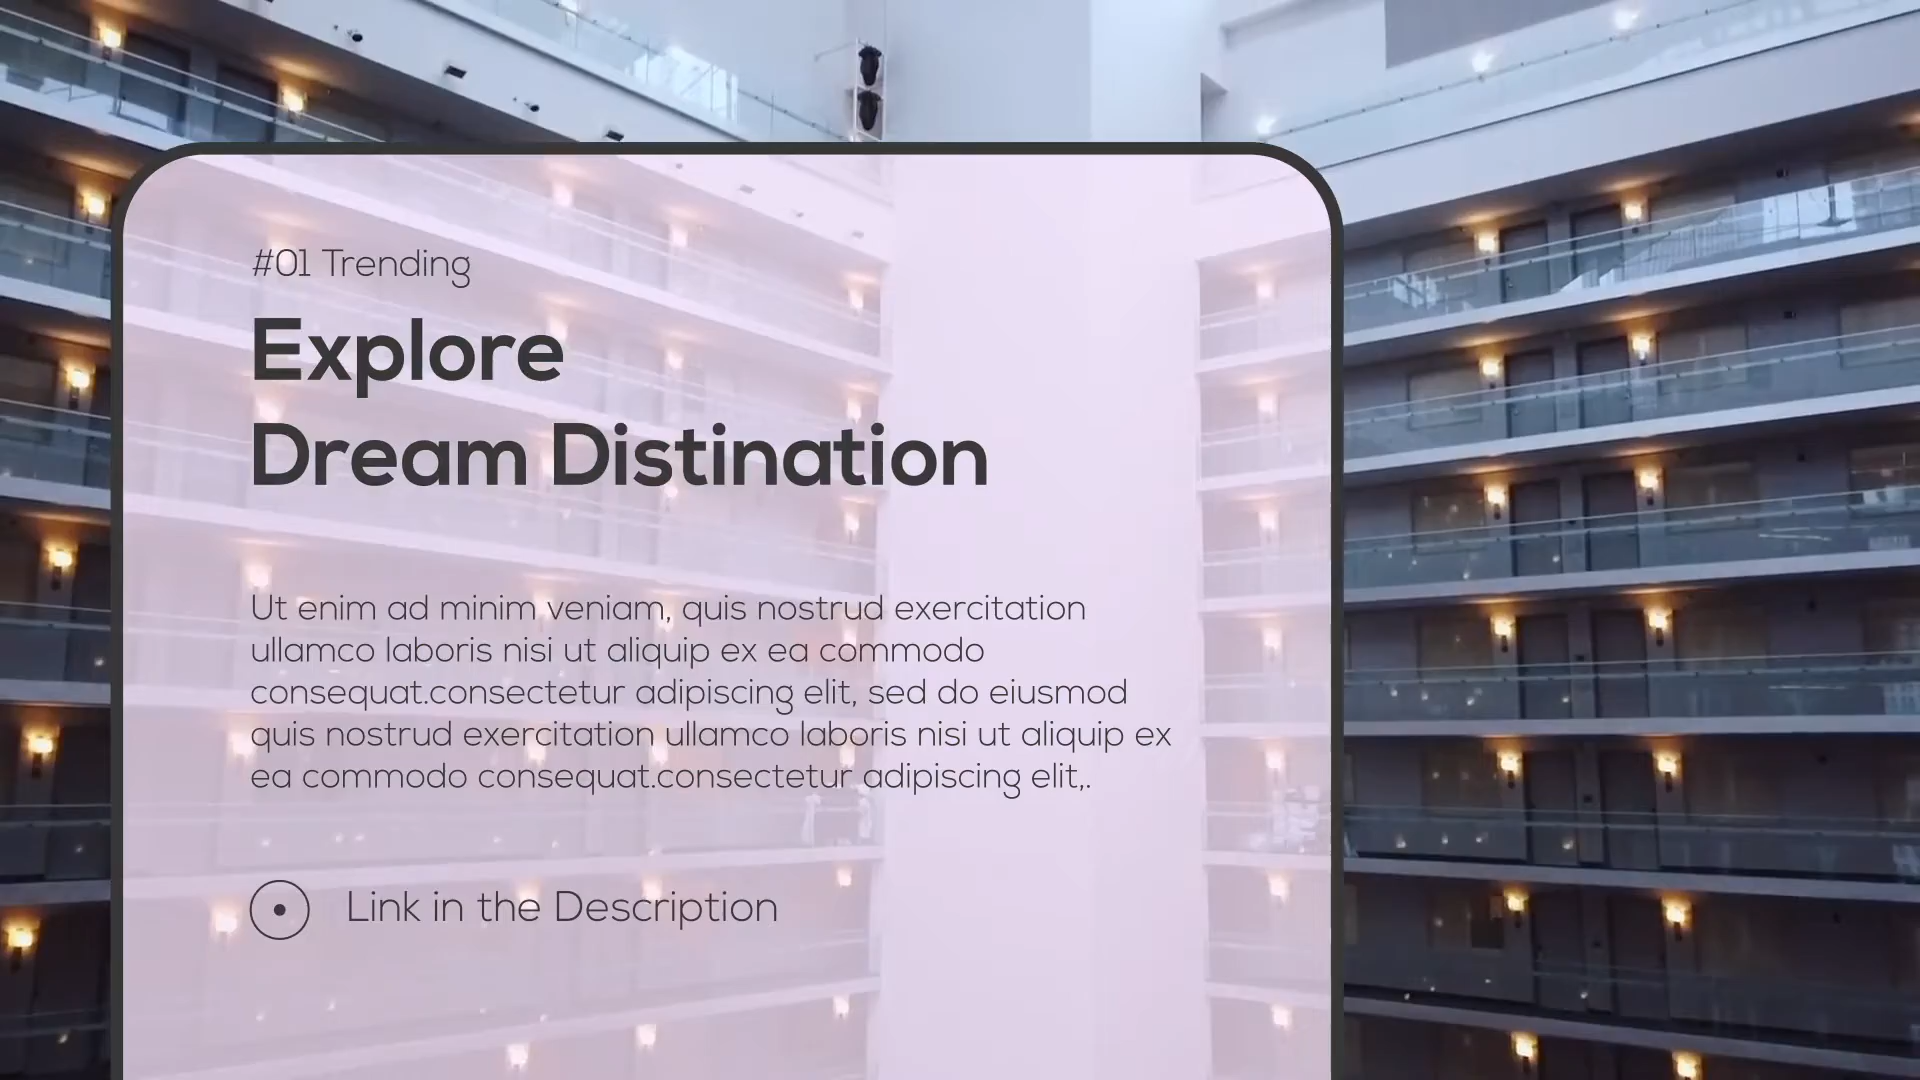 #01 Trending
Explore
Dream Distination
Ut enim ad minim veniam, quis nostrud exercitation
ullamco laboris nisi ut aliquip ex ea commodo
consequat.consectetur adipiscing elit, sed do eiusmod
quis nostrud exercitation ullamco laboris nisi ut aliquip ex
ea commodo consequat.consectetur adipiscing elit,.
Link in the Description